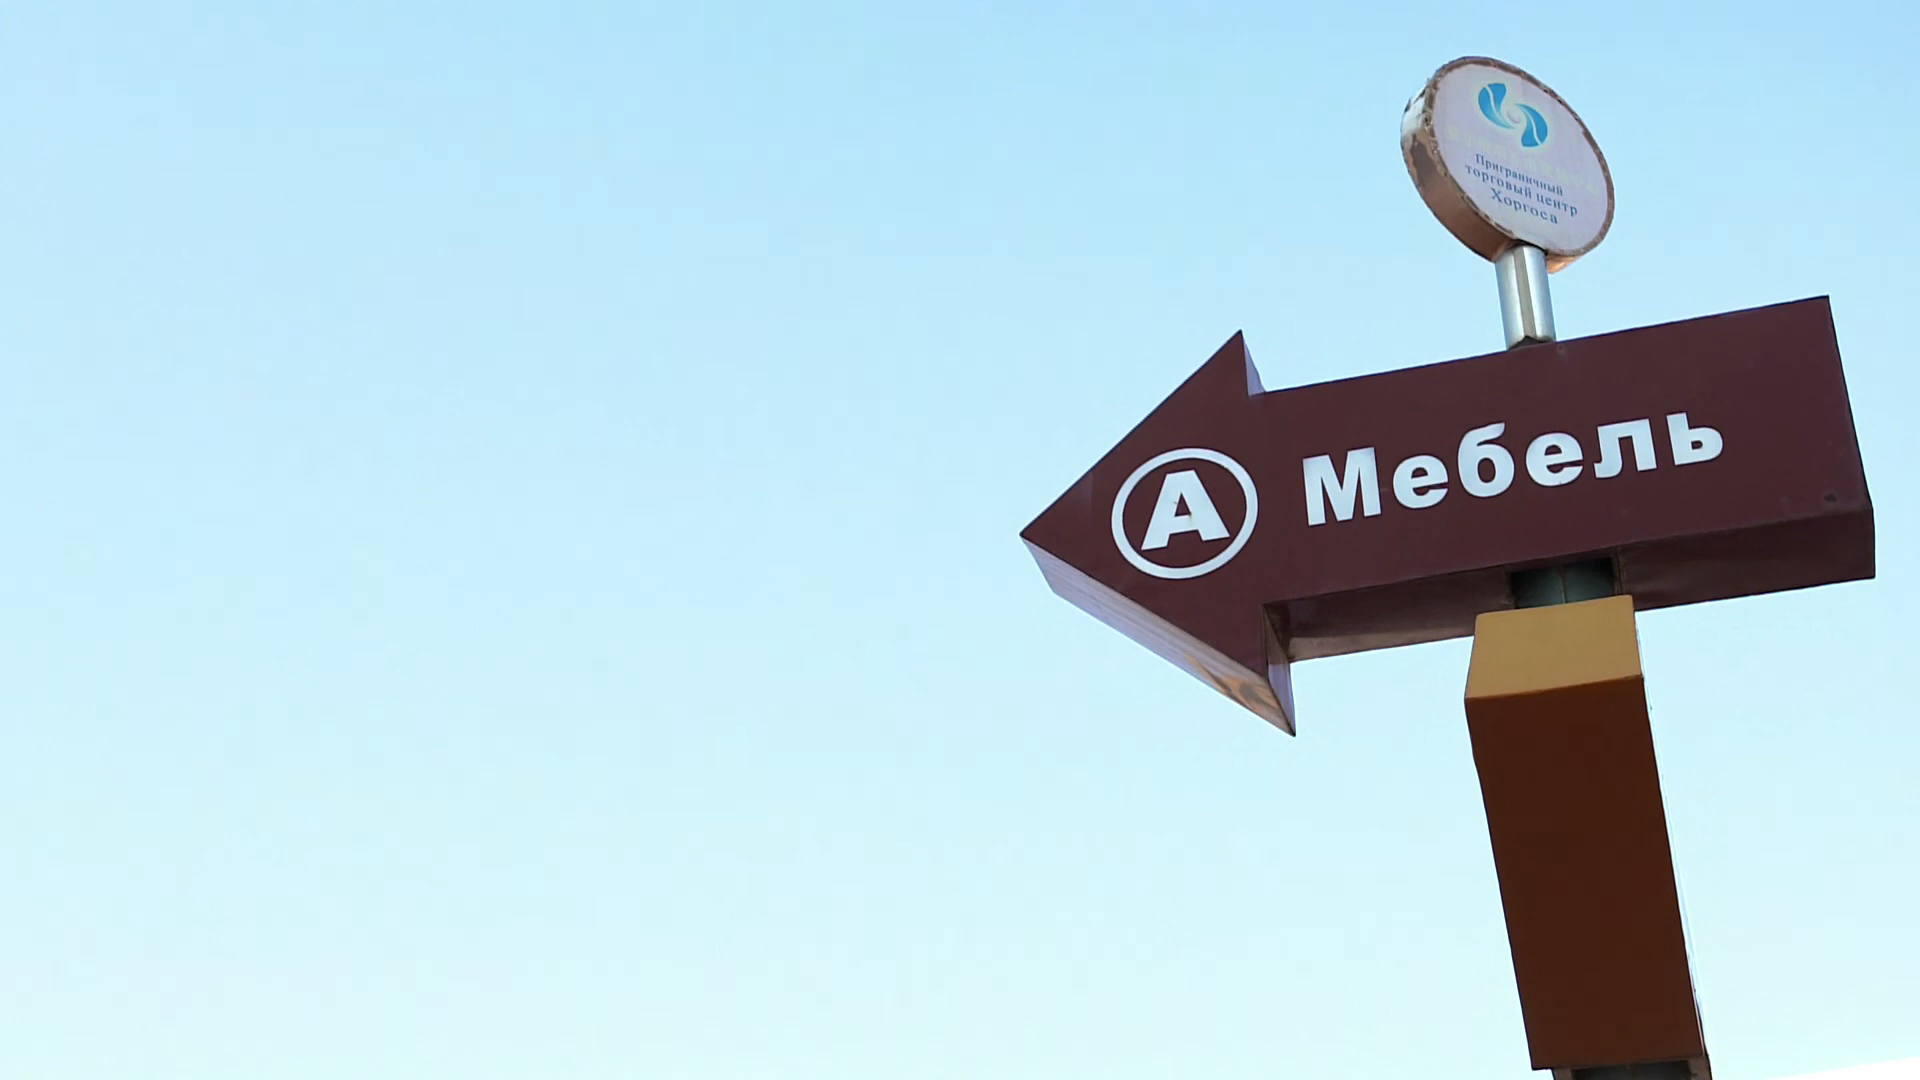 Приграничный
торговый центр
Хоргоса
А Мебель